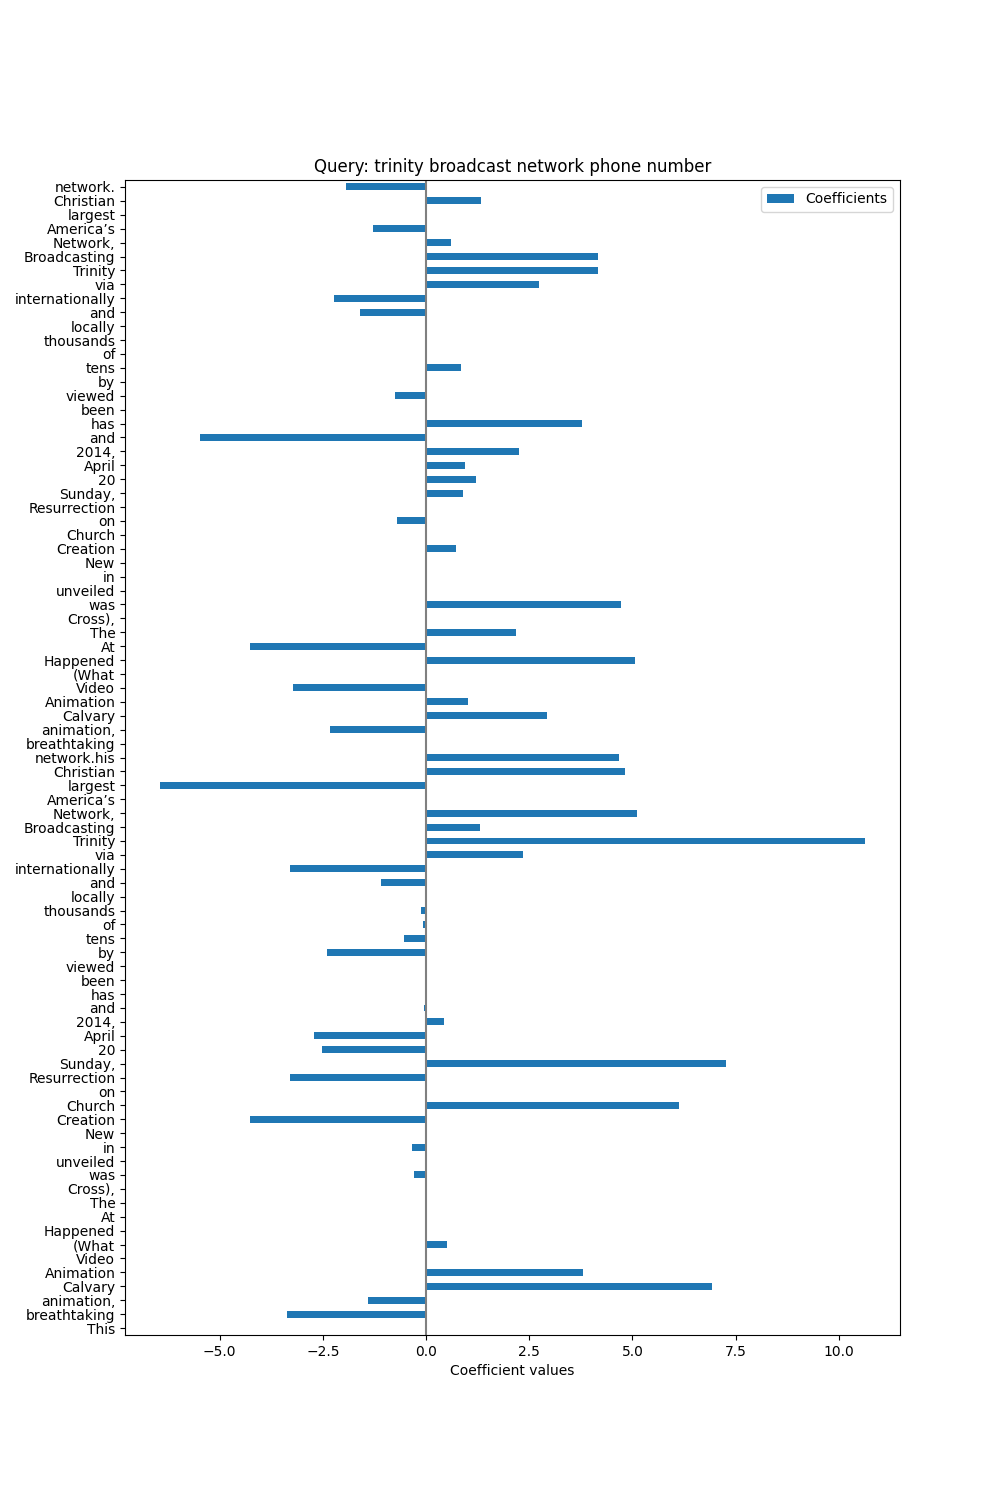 Query: trinity broadcast network phone number
Coefficients
network.
Christian
largest
America’s
Network,
Broadcasting
Trinity
via
internationally
and
locally
thousands
of
tens
by
viewed
been
has
and
2014,
April
20
Sunday,
Resurrection
on
Church
Creation
New
in
unveiled
was
Cross),
The
At
Happened
(What
Video
Animation
Calvary
animation,
breathtaking
network.his
Christian
largest
America’s
Network,
Broadcasting
Trinity
via
internationally
and
locally
thousands
of
tens
by
viewed
been
has
and
2014,
April
20
Sunday,
Resurrection
on
Church
Creation
New
in
unveiled
was
Cross),
The
At
Happened
(What
Video
Animation
Calvary
animation,
breathtaking
This
−5.0 −2.5 0.0 2.5 5.0 7.5 10.0
Coefficient values